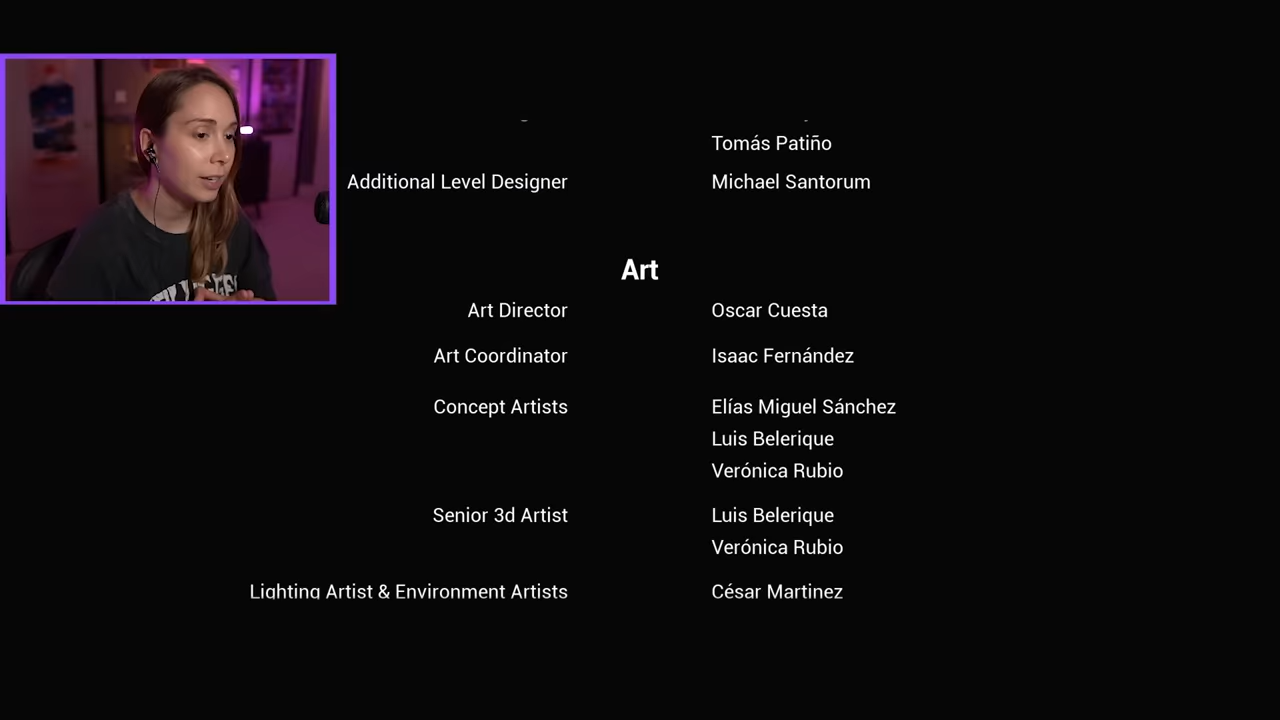 Tomás Patiño
Additional Level Designer Michael Santorum
Art
Art Director Oscar Cuesta
Art Coordinator Isaac Fernández
Concept Artists Elías Miguel Sánchez
Luis Belerique
Verónica Rubio
Senior 3d Artist Luis Belerique
Verónica Rubio
Lighting Artist & Environment Artists César Martinez